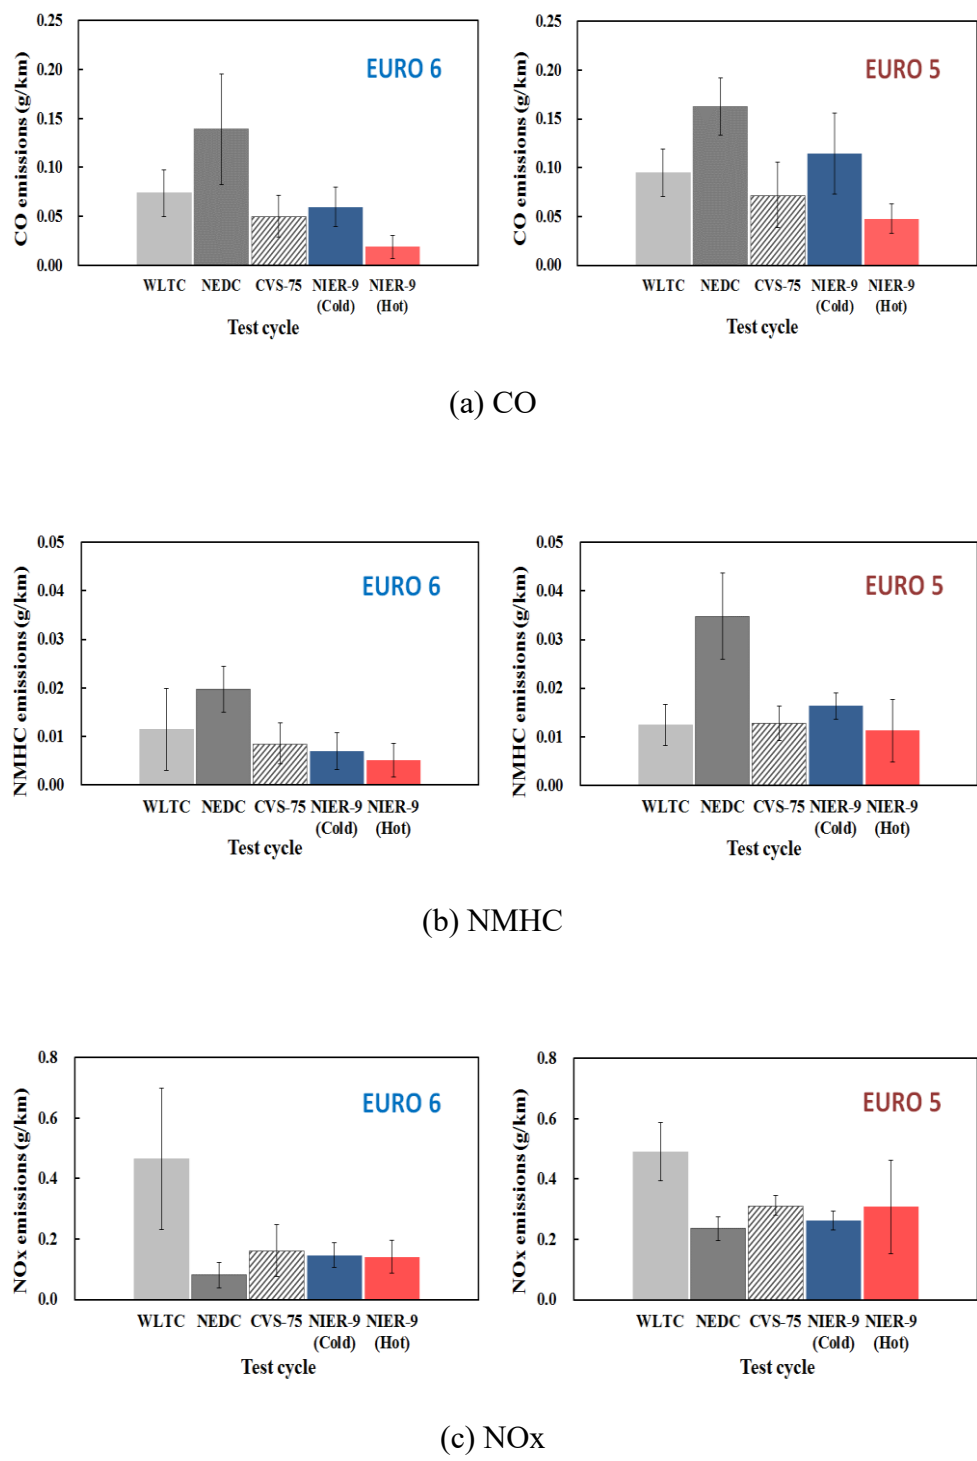 CO emissions (g/km)
0.25
0.20
0.15
0.10
0.05
0.00
EURO 6
WLTC NEDC CVS-75 NIER-9 NIER-9
(Cold) (Hot)
Test cycle
CO emissions (g/km)
0.25
0.20
0.15
0.10
0.05
0.00
EURO 5
WLTC NEDC CVS-75 NIER-9 NIER-9
(Cold) (Hot)
Test cycle
(a) CO
NMHC emissions (g/km)
0.05
0.04
0.03
0.02
0.01
0.00
EURO 6
WLTC NEDC CVS-75 NIER-9 NIER-9
(Cold) (Hot)
Test cycle
NMHC emissions (g/km)
0.05
0.04
0.03
0.02
0.01
0.00
EURO 5
WLTC NEDC CVS-75 NIER-9 NIER-9
(Cold) (Hot)
Test cycle
(b) NMHC
NOx emissions (g/km)
0.8
0.6
0.4
0.2
0.0
EURO 6
WLTC NEDC CVS-75 NIER-9 NIER-9
(Cold) (Hot)
Test cycle
NOx emissions (g/km)
0.8
0.6
0.4
0.2
0.0
EURO 5
WLTC NEDC CVS-75 NIER-9 NIER-9
(Cold) (Hot)
Test cycle
(c) NOx